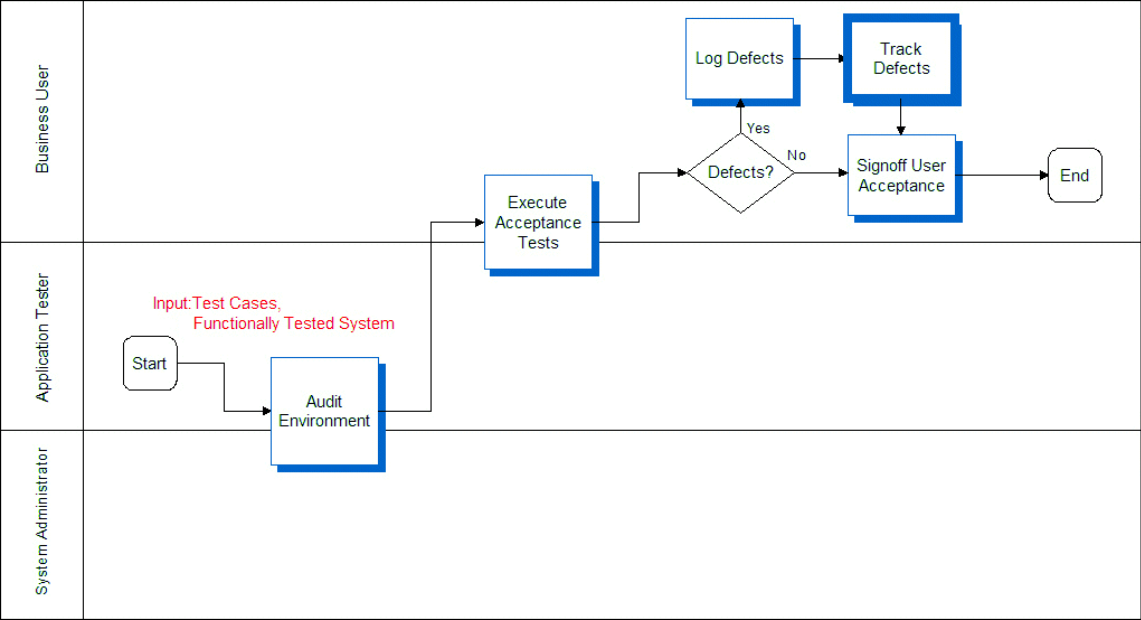 Business User
Log Defects
Track
Defects
Yes
No
Defects?
Signoff User
Acceptance
End
Execute
Acceptance
Tests
Application Tester
Input:Test Cases,
Functionally Tested System
Start
Audit
Environment
System Administrator